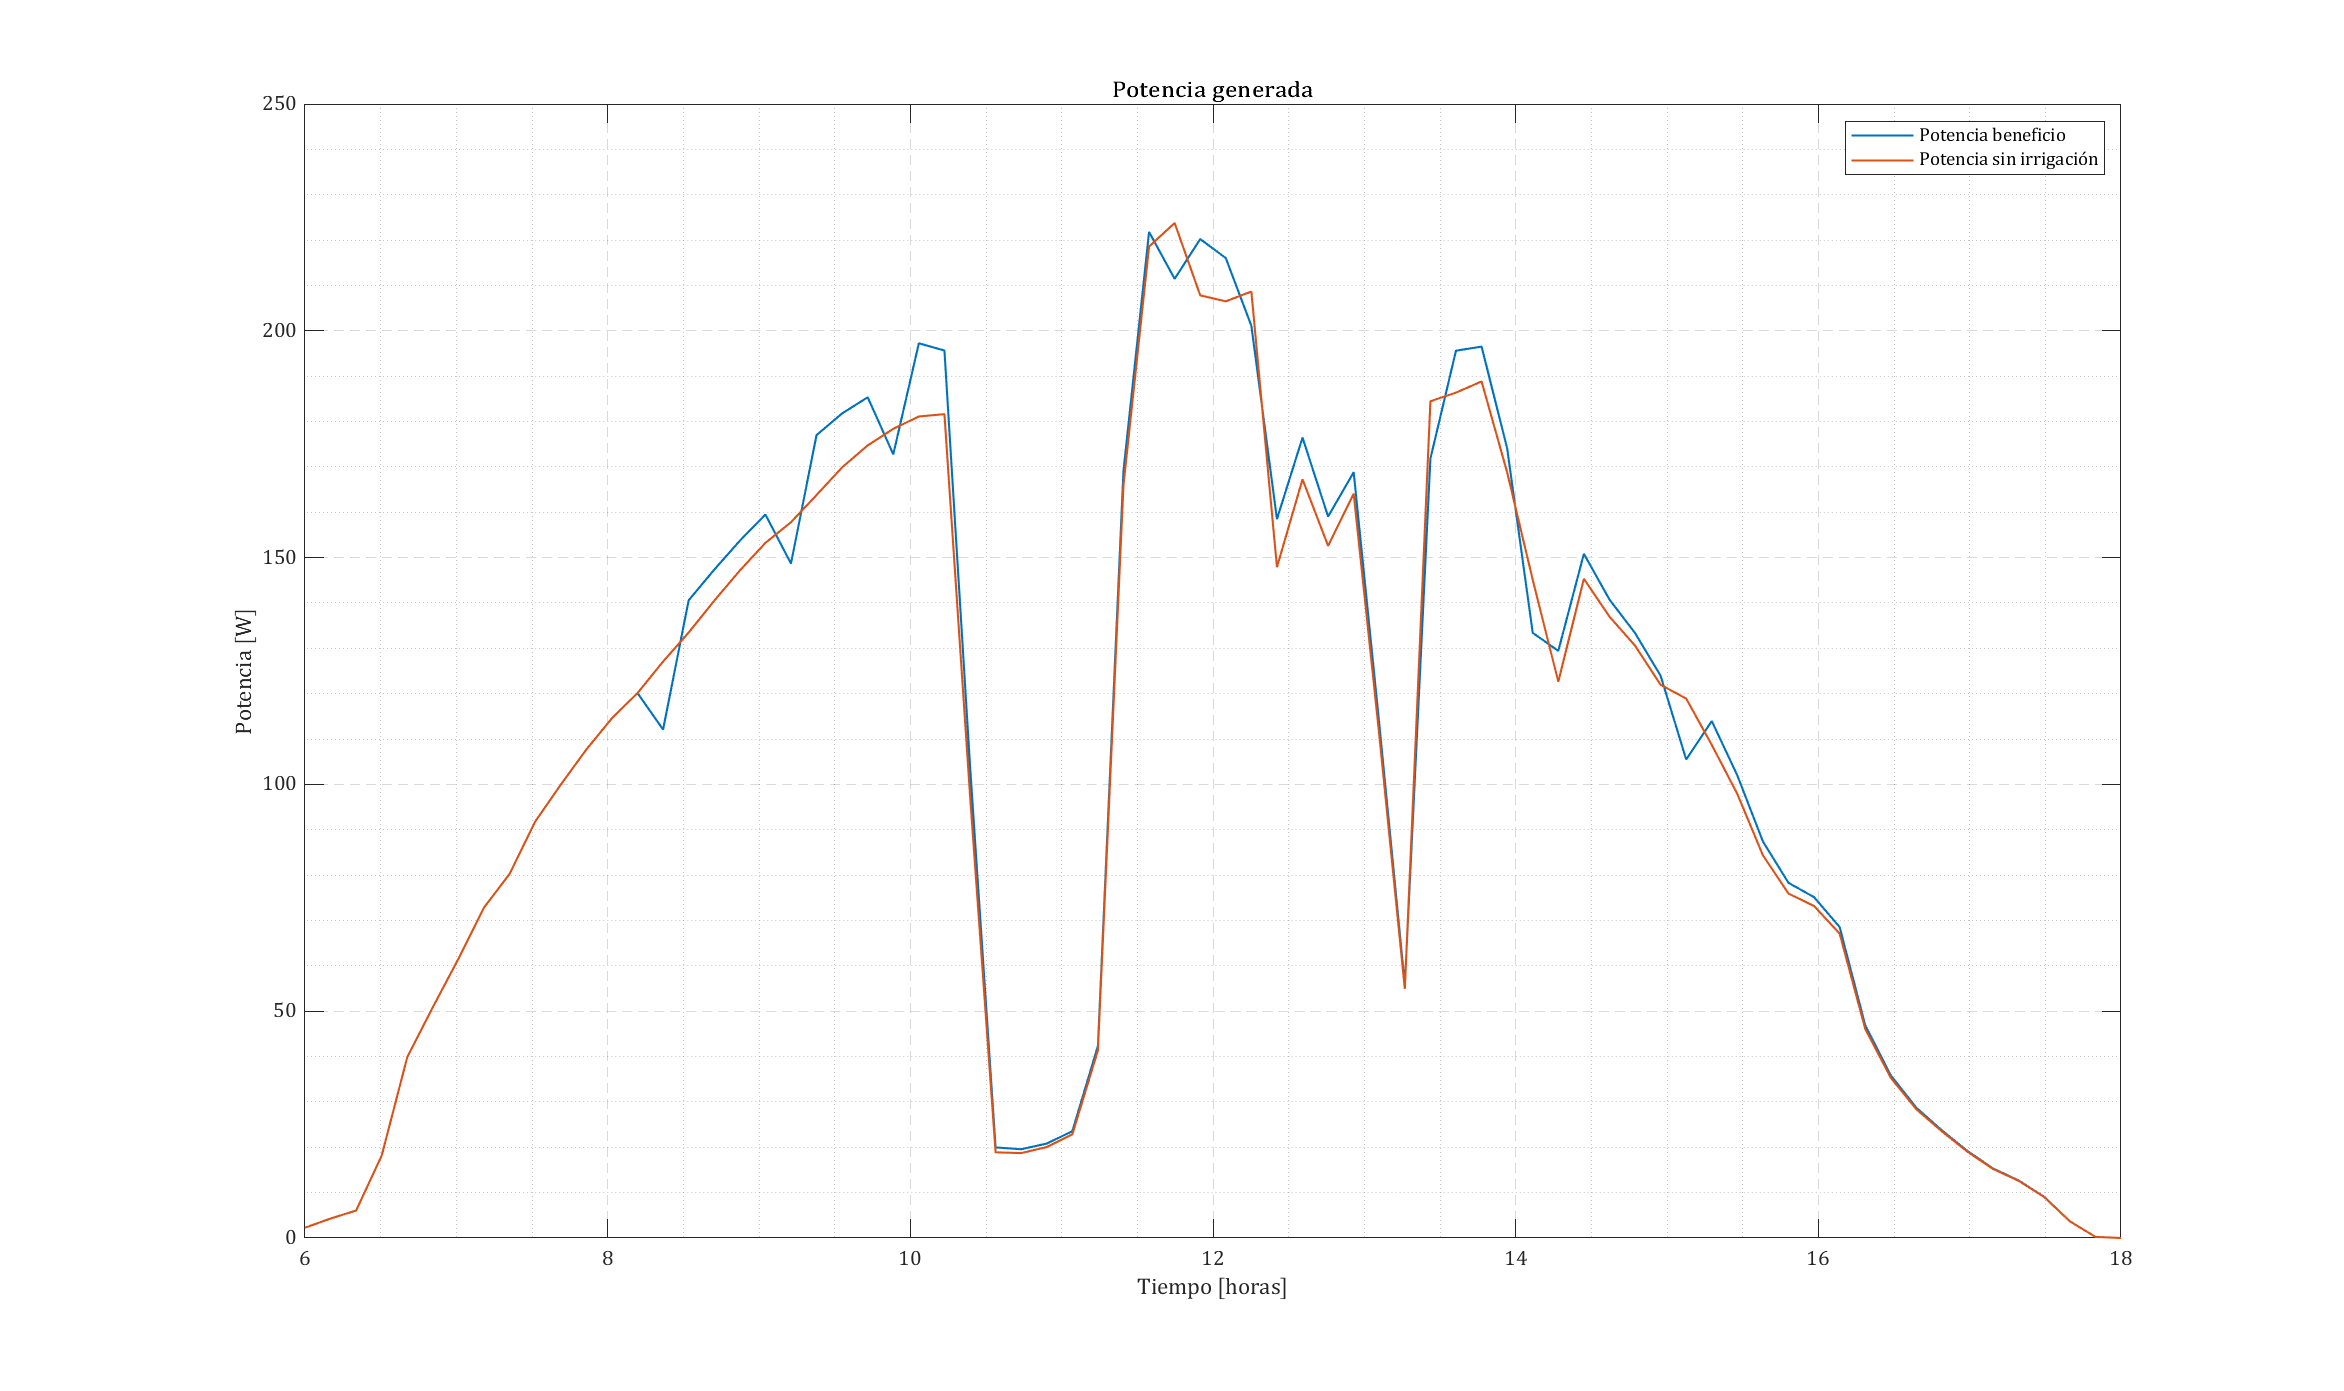 Potencia generada
250
200
150
100
50
0
Potencia [W]
Potencia beneficio
Potencia sin irrigación
6 8 10 12 14 16 18
Tiempo [horas]